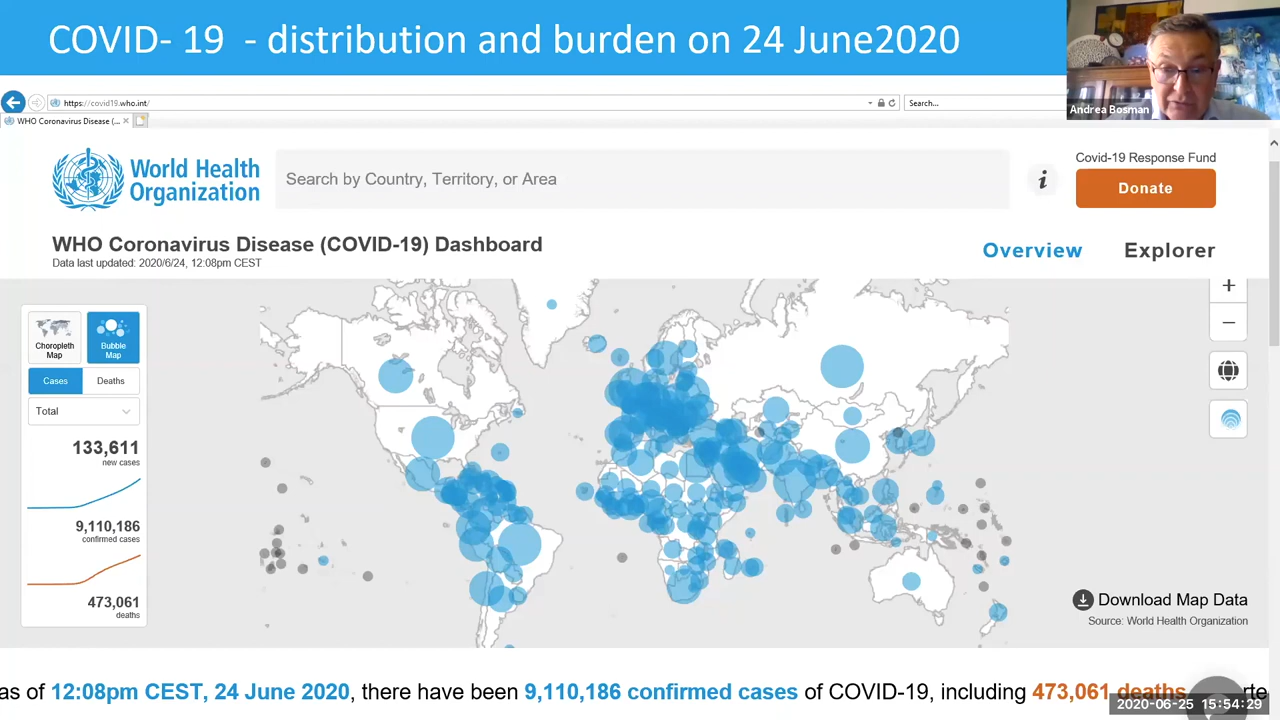 COVID- 19 - distribution and burden on 24 June2020
Andrea Bosman
https://covid19.who.int/
Search...
WHO Coronavirus Disease (...
World Health
Organization
Search by Country, Territory, or Area
i
Covid-19 Response Fund
Donate
WHO Coronavirus Disease (COVID-19) Dashboard
Data last updated: 2020/6/24, 12:08pm CEST
Overview
Explorer
Choropleth
Map
Bubble
Map
Cases
Deaths
Total
133,611
new cases
9,110,186
confirmed cases
473,061
deaths
Download Map Data
Source: World Health Organization
as of 12:08pm CEST, 24 June 2020, there have been 9,110,186 confirmed cases of COVID-19, including 473,061 deaths
2020-06-25 15:54:29